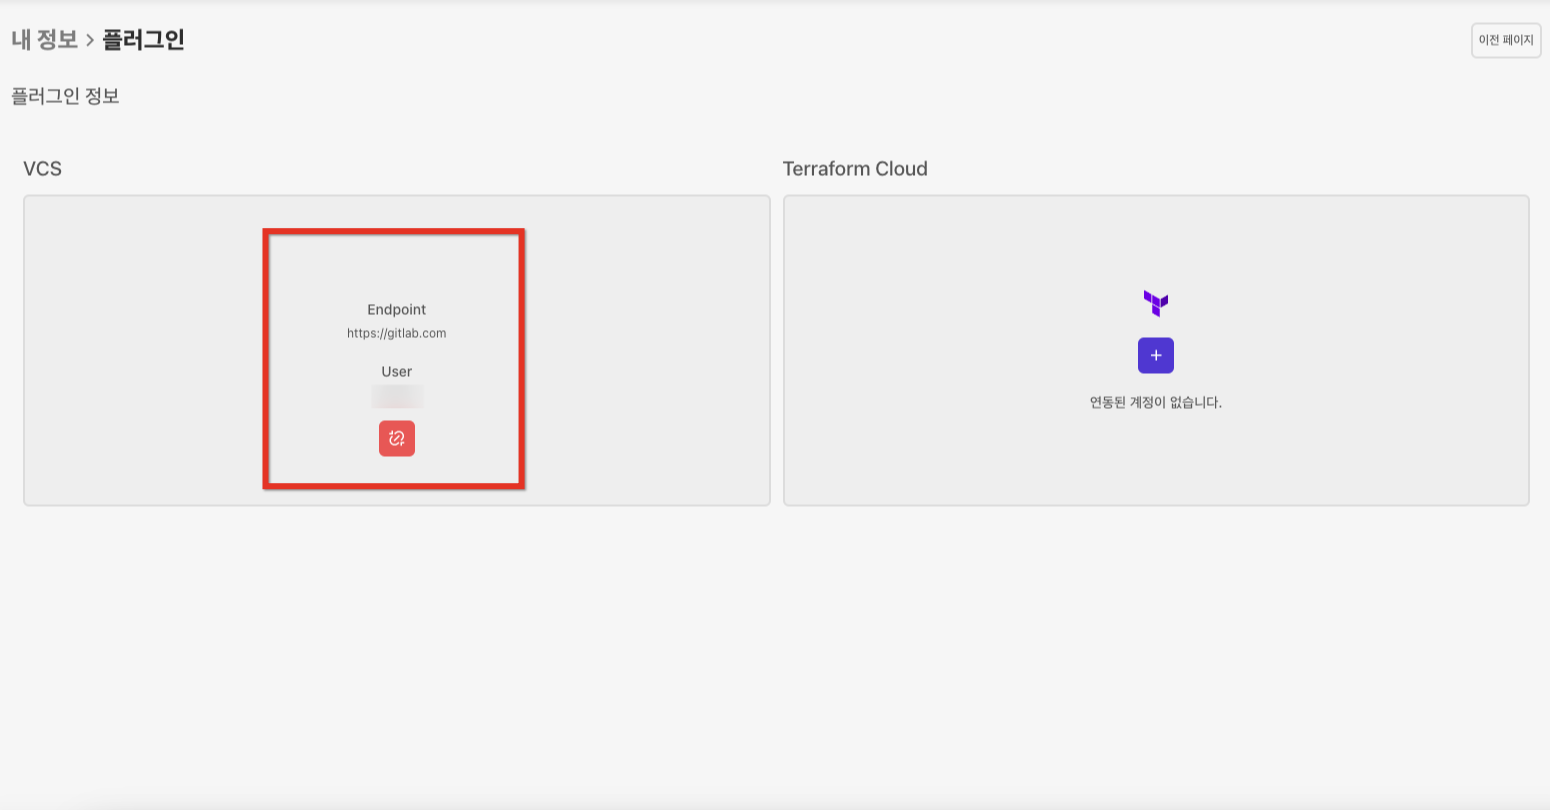 내 정보 > 플러그인
이전 페이지
플러그인 정보
VCS
Endpoint
https://gitlab.com
User
Terraform Cloud
+
연동된 계정이 없습니다.